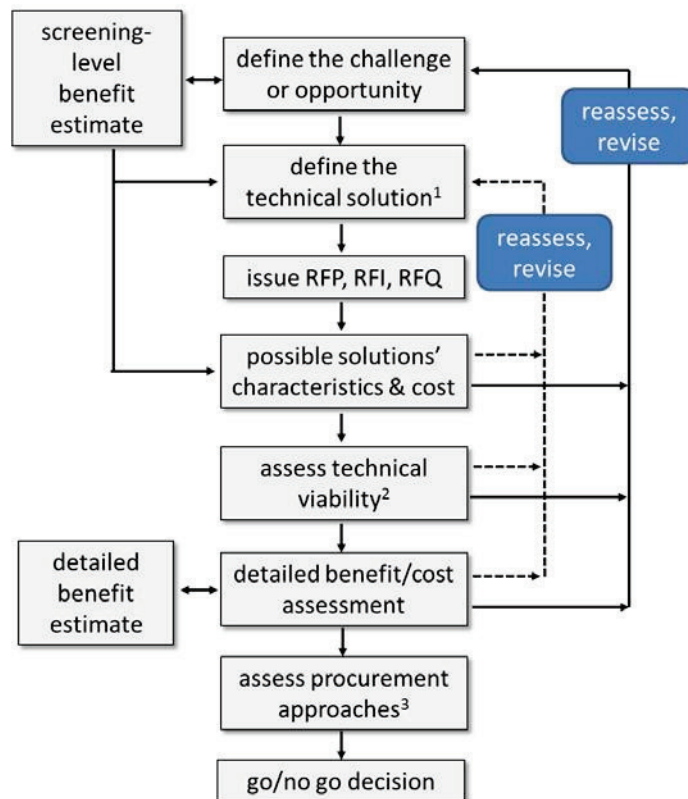 screening-
level
benefit
estimate
define the challenge
or opportunity
reassess,
revise
define the
technical solution¹
reassess,
revise
issue RFP, RFI, RFQ
possible solutions’
characteristics & cost
assess technical
viability²
detailed
benefit
estimate
detailed benefit/cost
assessment
assess procurement
approaches³
go/no go decision